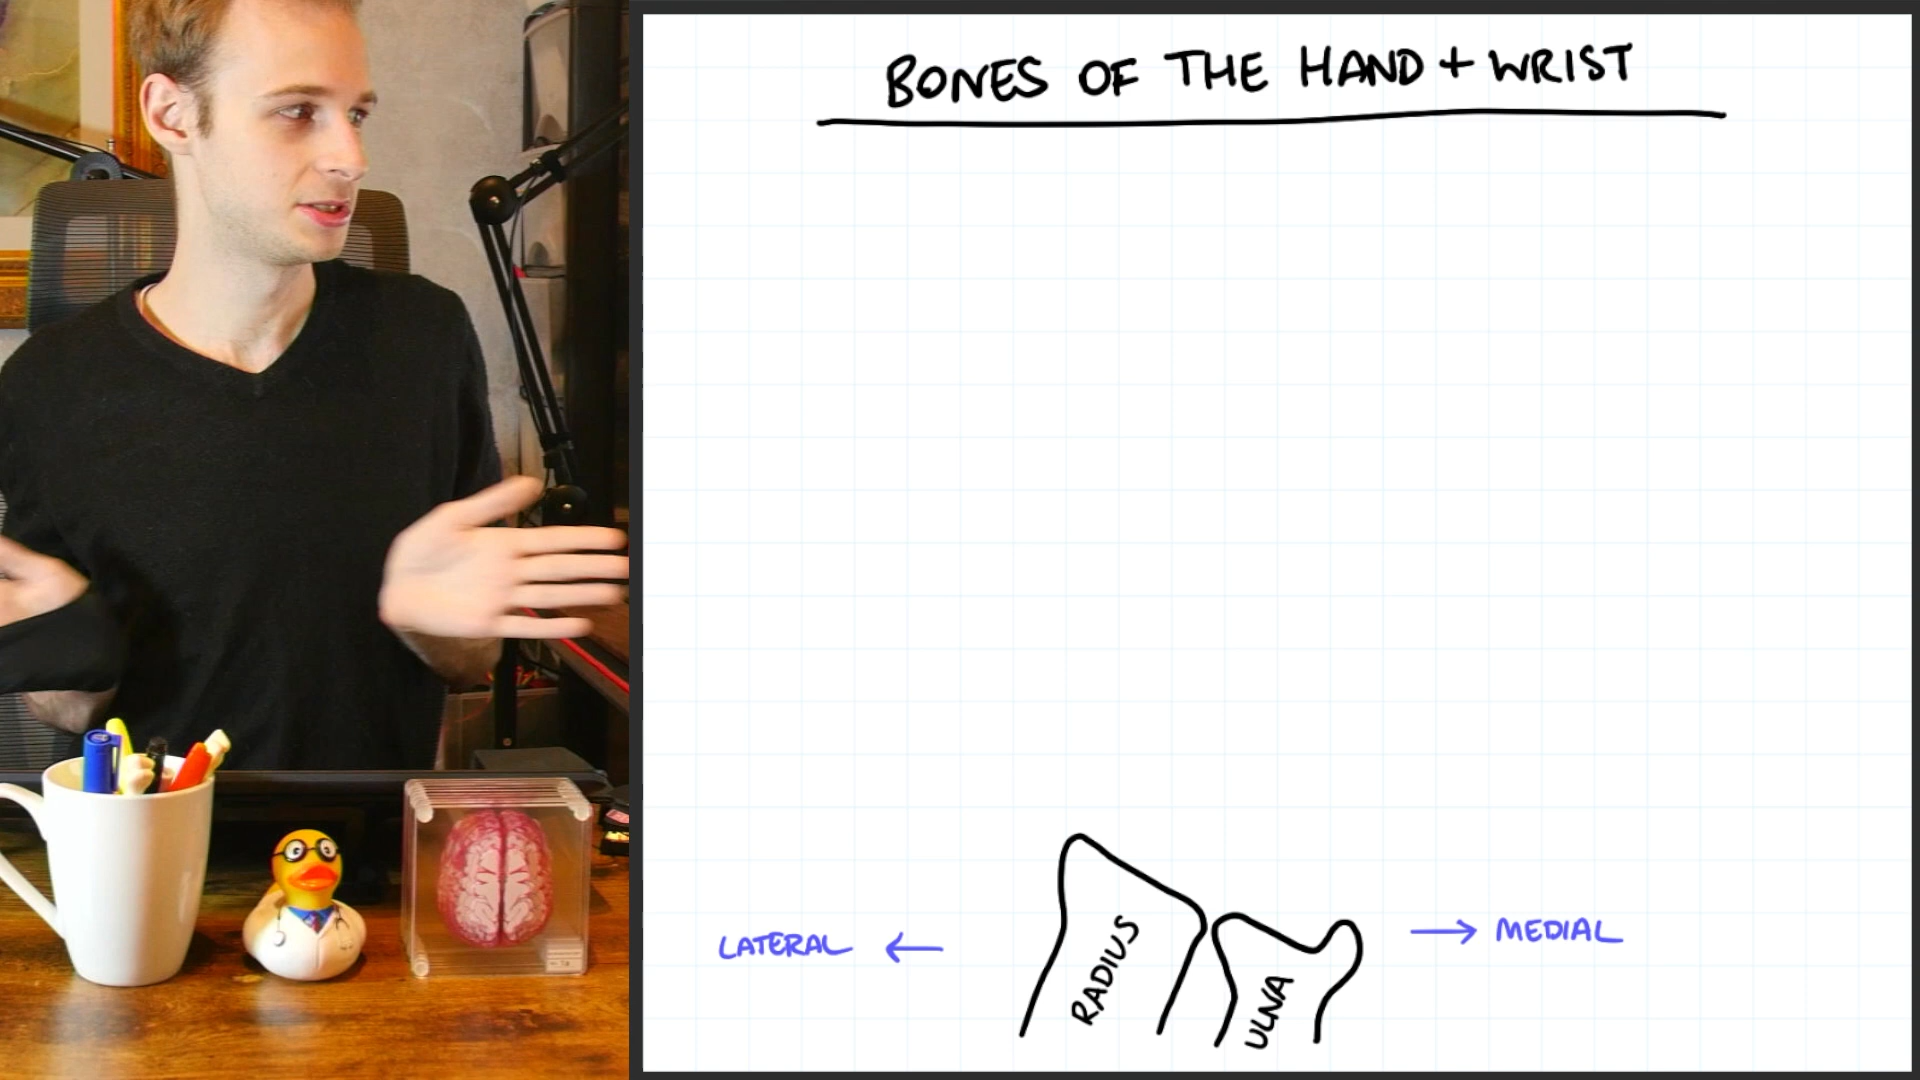 BONES OF THE HAND + WRIST
LATERAL ←
RADIUS
ULNA
→ MEDIAL